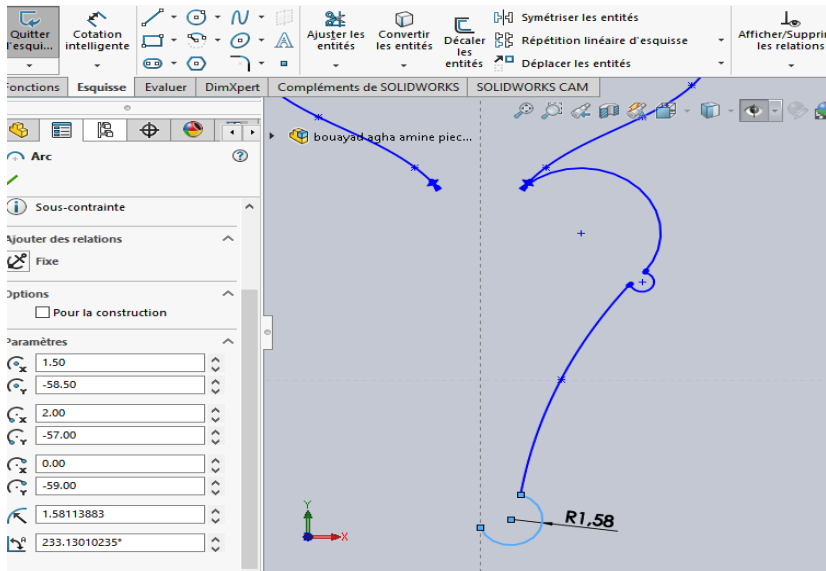 Quitter
l'esqui...
Cotation
intelligente
Ajuster les
entités
Convertir
les entités
Décaler
les
entités
Symétriser les entités
Répétition linéaire d'esquisse
Déplacer les entités
Afficher/Suppri
les relations
Fonctions
Esquisse
Evaluer
DimXpert
Compléments de SOLIDWORKS
SOLIDWORKS CAM
bouayad agha amine piec...
Arc
Sous-contrainte
Ajouter des relations
Fixe
Options
Pour la construction
Paramètres
1.50
-58.50
2.00
-57.00
0.00
-59.00
1.58113883
233.13010235°
R1,58
Y
X